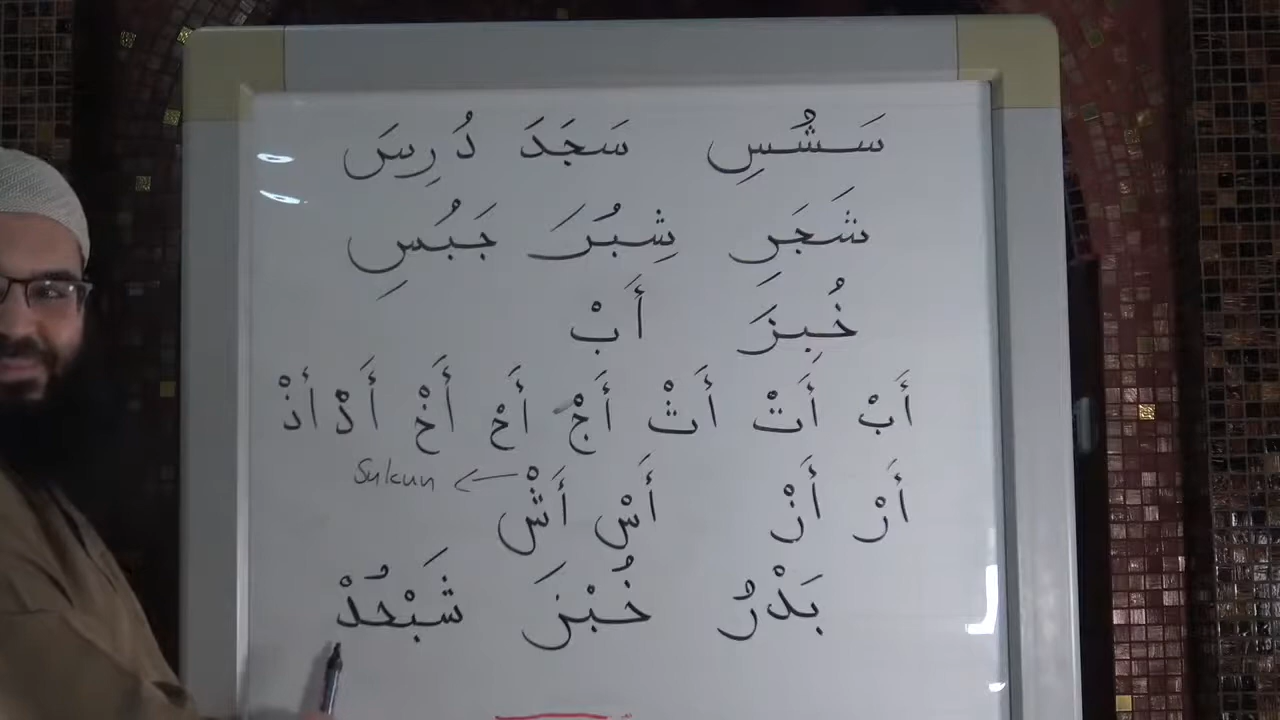 سَشُسِ سَجَدَ دُرِسَ
شَجَرِ شِبُرَ جَبُسِ
خُبِزَ أَبْ
أَبْ أَتْ أَثْ أَجْ أَحْ أَخْ أَدْ أَذْ
أَرْ أَزْ أَسْ أَشْ Sukun
بَدْرُ خُبْزَ شَبْحُدْ